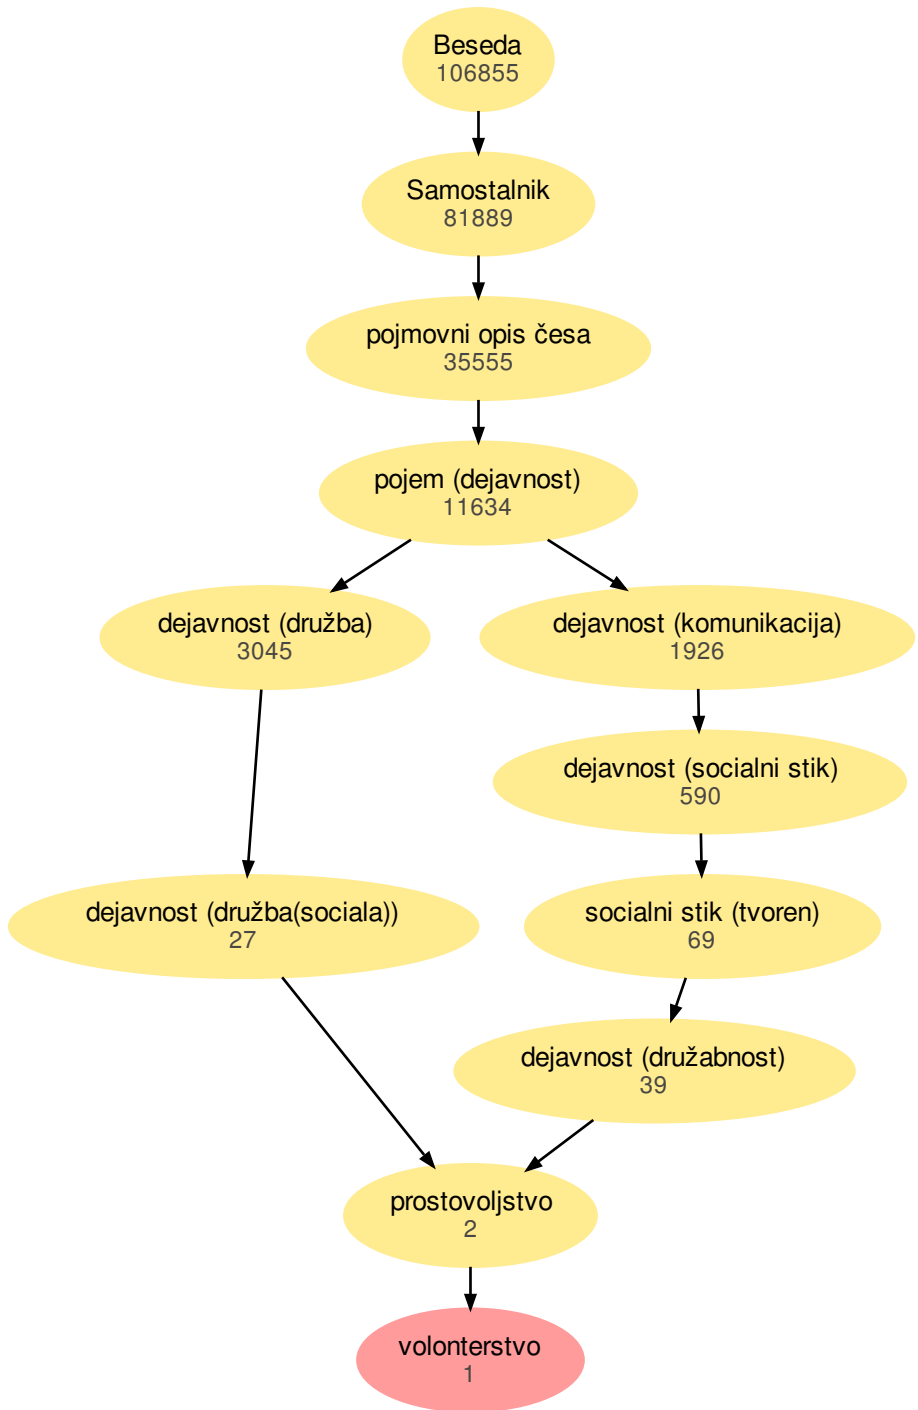 Beseda
106855
Samostalnik
81889
pojmovni opis česa
35555
pojem (dejavnost)
11634
dejavnost (družba)
3045
dejavnost (komunikacija)
1926
dejavnost (socialni stik)
590
dejavnost (družba(sociala))
27
socialni stik (tvoren)
69
dejavnost (družabnost)
39
prostovoljstvo
2
volonterstvo
1